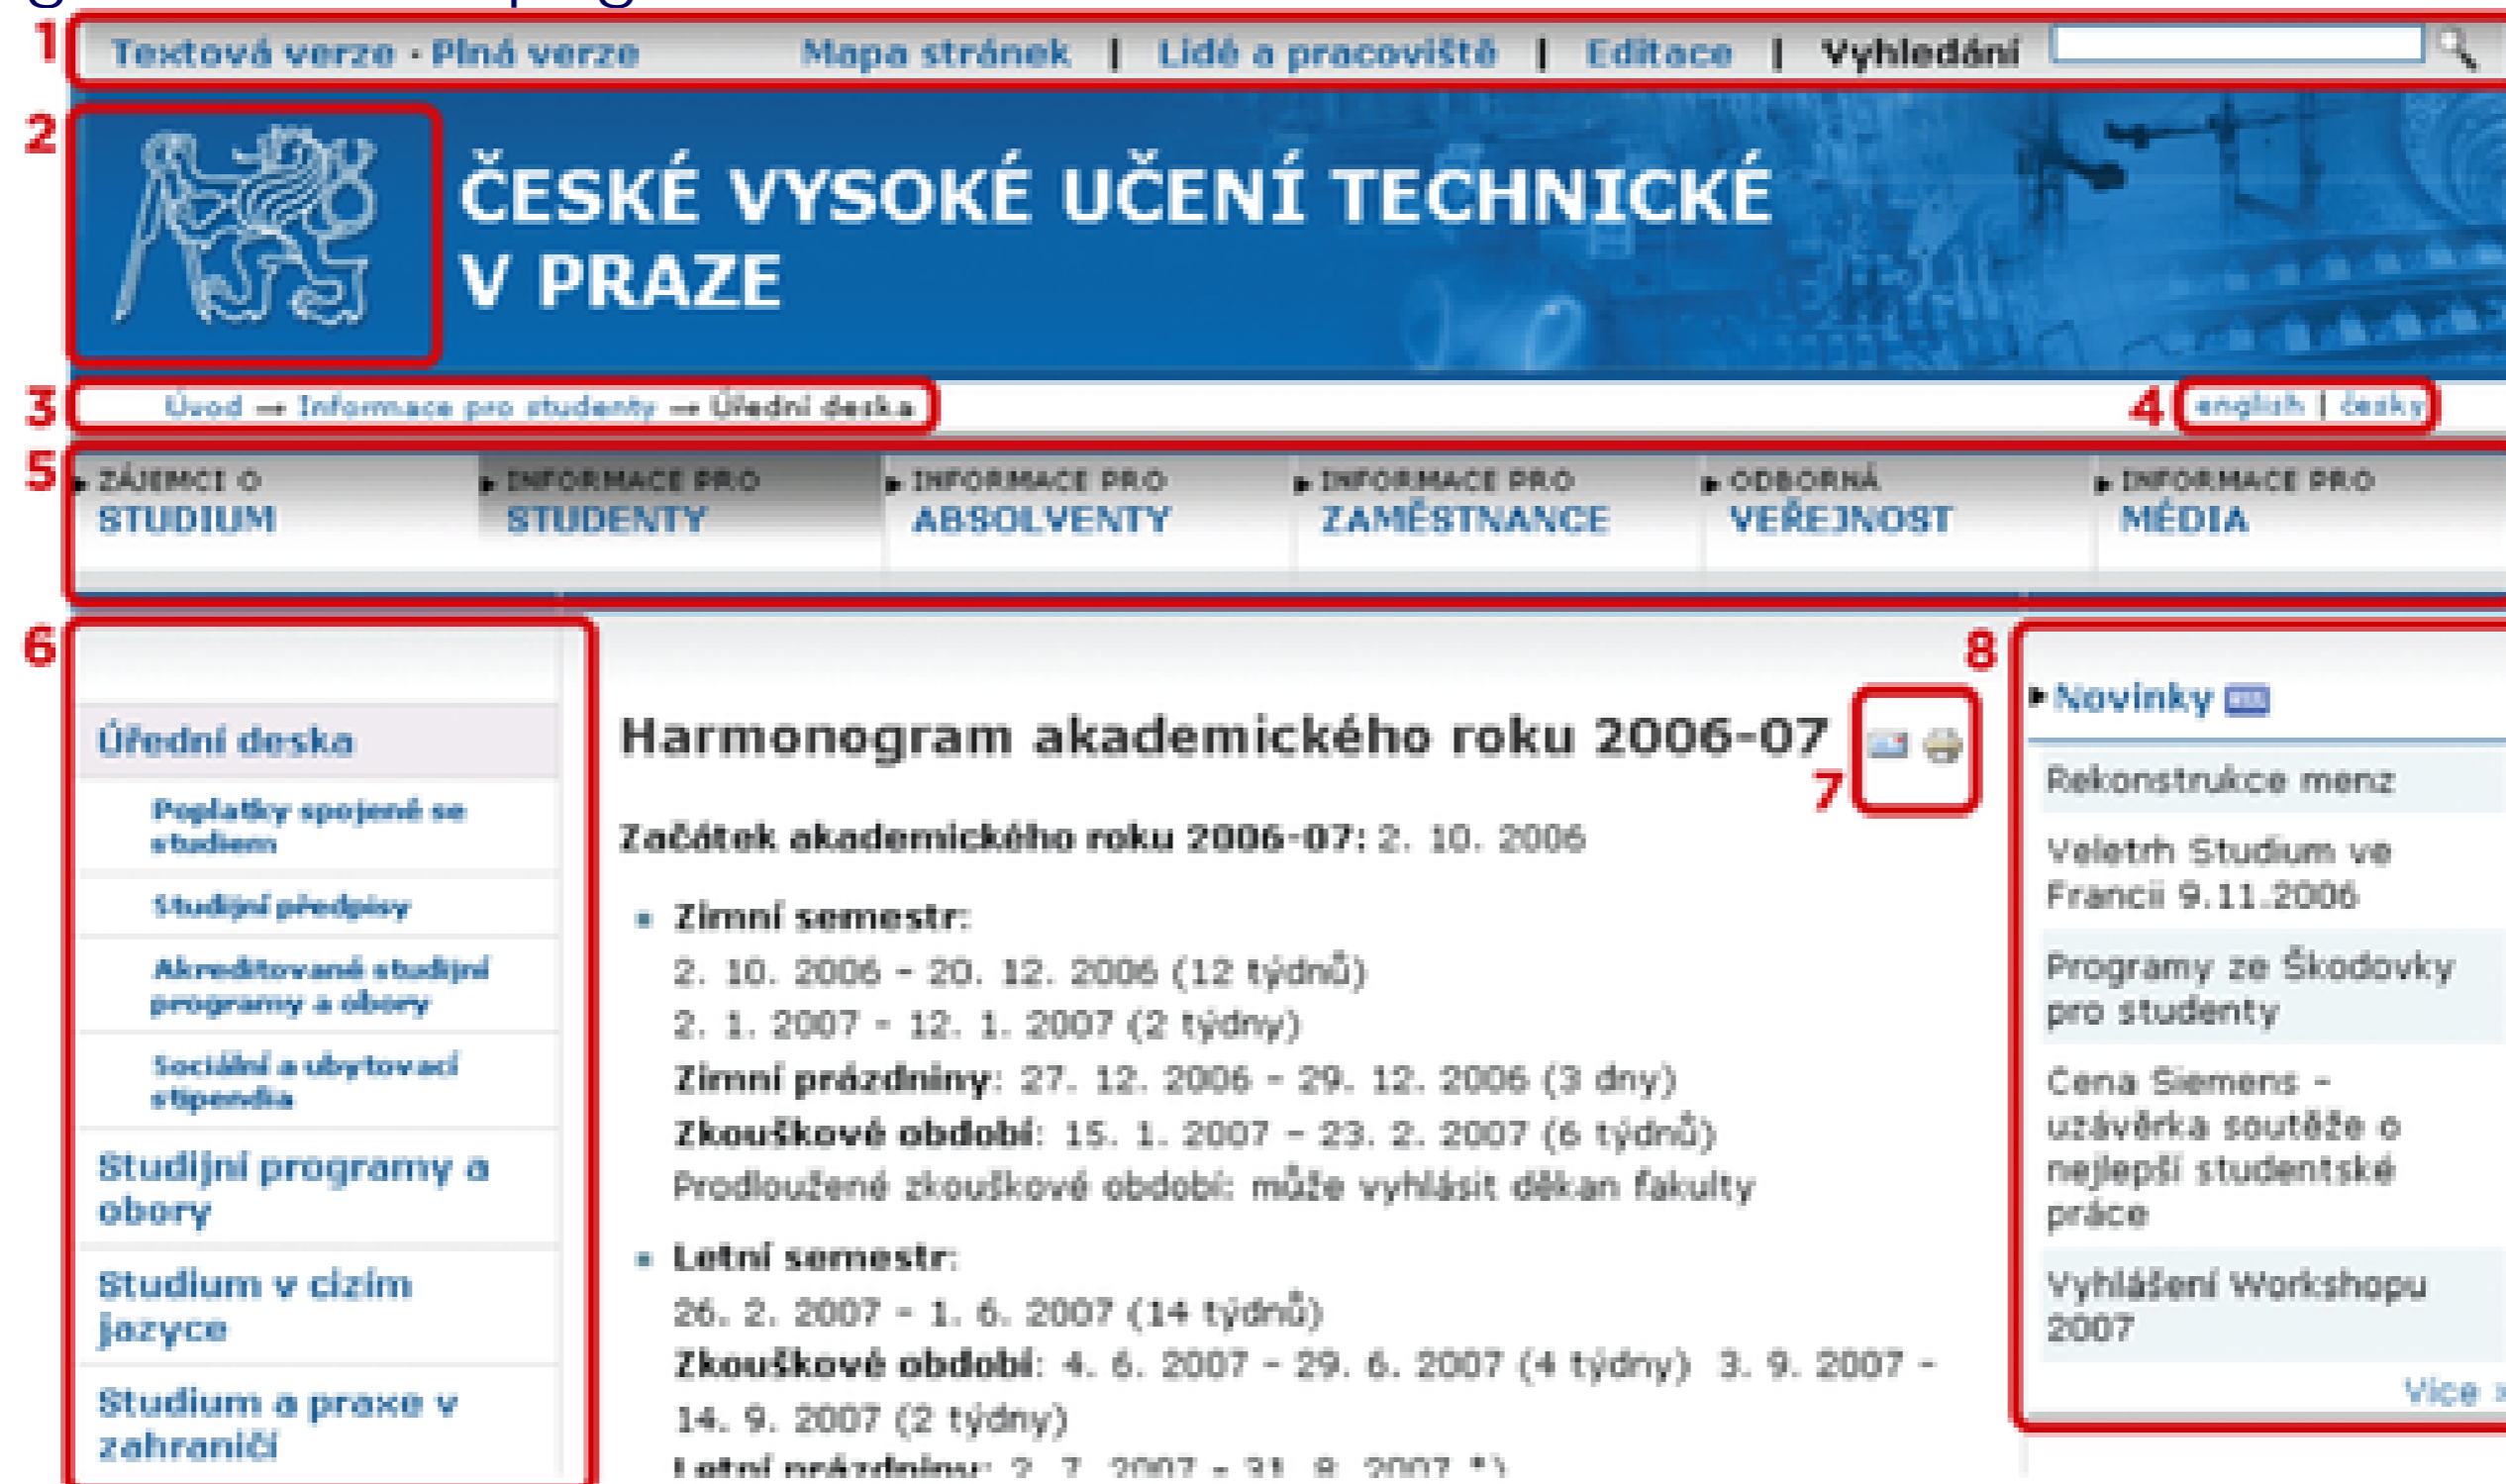 1
Textová verze · Plná verze Mapa stránek | Lidé a pracoviště | Editace | Vyhledání
2
ČESKÉ VYSOKÉ UČENÍ TECHNICKÉ
V PRAZE
3 Úvod → Informace pro studenty → Úřední deska
4 english | česky
5
ZÁJEMCI O
STUDIUM
INFORMACE PRO
STUDENTY
INFORMACE PRO
ABSOLVENTY
INFORMACE PRO
ZAMĚSTNANCE
ODBORNÁ
VEŘEJNOST
INFORMACE PRO
MÉDIA
6
Úřední deska
Poplatky spojené se
studiem
Studijní předpisy
Akreditované studijní
programy a obory
Sociální a ubytovací
stipendia
Studijní programy a
obory
Studium v cizím
jazyce
Studium a praxe v
zahraničí
Harmonogram akademického roku 2006-07
7
Začátek akademického roku 2006-07: 2. 10. 2006
Zimní semestr:
2. 10. 2006 – 20. 12. 2006 (12 týdnů)
2. 1. 2007 – 12. 1. 2007 (2 týdny)
Zimní prázdniny: 27. 12. 2006 – 29. 12. 2006 (3 dny)
Zkouškové období: 15. 1. 2007 – 23. 2. 2007 (6 týdnů)
Prodloužené zkouškové období: může vyhlásit děkan fakulty
Letní semestr:
26. 2. 2007 – 1. 6. 2007 (14 týdnů)
Zkouškové období: 4. 6. 2007 – 29. 6. 2007 (4 týdny) 3. 9. 2007 –
14. 9. 2007 (2 týdny)
Letní prázdniny: 2. 7. 2007 – 31. 8. 2007 *)
8
Novinky
Rekonstrukce menz
Veletrh Studium ve
Francii 9.11.2006
Programy ze Škodovky
pro studenty
Cena Siemens –
uzávěrka soutěže o
nejlepší studentské
práce
Vyhlášení Workshopu
2007
Více »